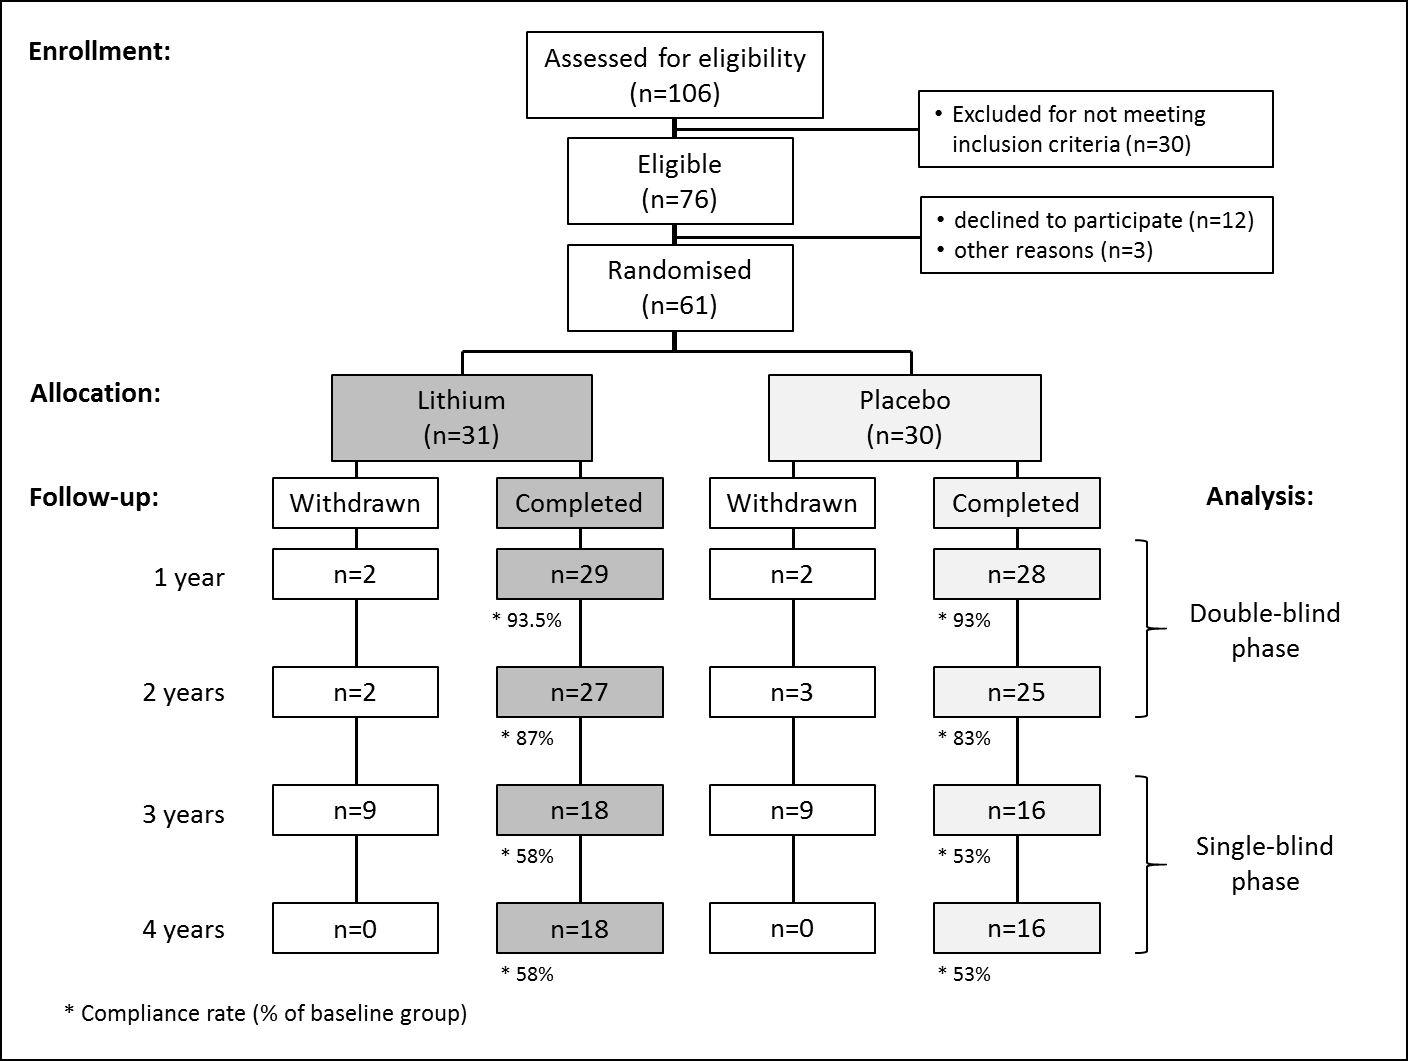 Enrollment:
Assessed for eligibility
(n=106)
• Excluded for not meeting
inclusion criteria (n=30)
Eligible
(n=76)
• declined to participate (n=12)
• other reasons (n=3)
Randomised
(n=61)
Allocation:
Lithium
(n=31)
Placebo
(n=30)
Follow-up:
Withdrawn
Completed
Withdrawn
Completed
Analysis:
1 year
n=2
n=29
n=2
n=28
* 93.5%
* 93%
Double-blind
phase
2 years
n=2
n=27
n=3
n=25
* 87%
* 83%
3 years
n=9
n=18
n=9
n=16
* 58%
* 53%
Single-blind
phase
4 years
n=0
n=18
n=0
n=16
* 58%
* 53%
* Compliance rate (% of baseline group)